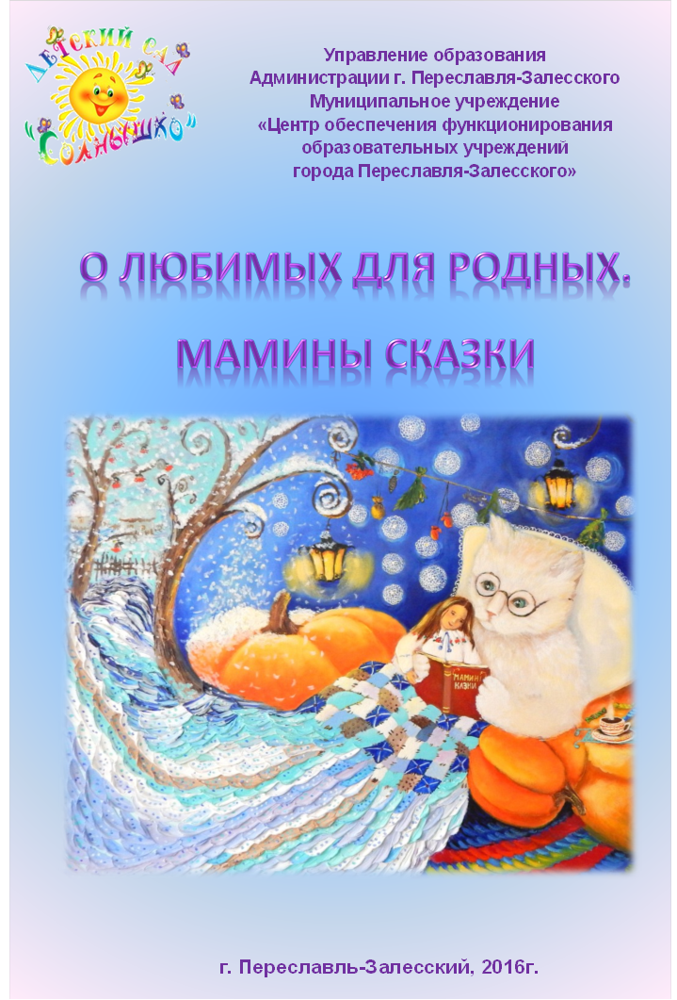 ДЕТСКИЙ САД
"СОЛНЫШКО"
Управление образования
Администрации г. Переславля-Залесского
Муниципальное учреждение
«Центр обеспечения функционирования
образовательных учреждений
города Переславля-Залесского»
О ЛЮБИМЫХ ДЛЯ РОДНЫХ.
МАМИНЫ СКАЗКИ
МАМИНЫ
СКАЗКИ
г. Переславль-Залесский, 2016г.